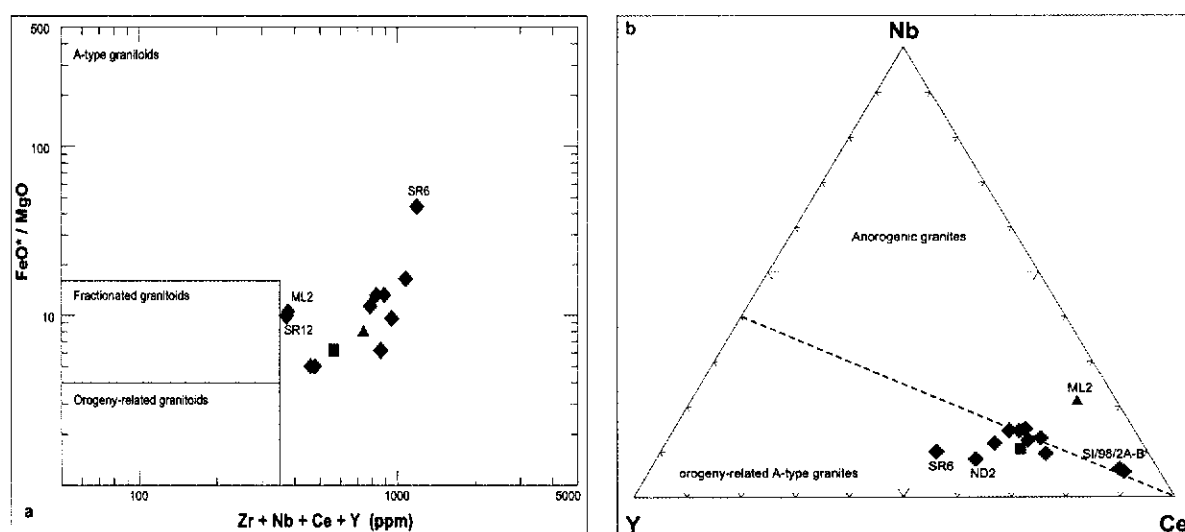 500
A-type granitoids
100
SR6
FeO* / MgO
Fractionated granitoids
ML2
10
SR12
Orogeny-related granitoids
100
1000
5000
a
Zr + Nb + Ce + Y (ppm)
b
Nb
Anorogenic granites
ML2
SI/98/2A-B
SR6
ND2
orogeny-related A-type granites
Y
Ce